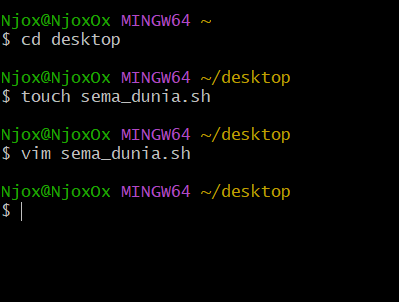 Njox@NjoxOx MINGW64 ~
$ cd desktop
Njox@NjoxOx MINGW64 ~/desktop
$ touch sema_dunia.sh
Njox@NjoxOx MINGW64 ~/desktop
$ vim sema_dunia.sh
Njox@NjoxOx MINGW64 ~/desktop
$